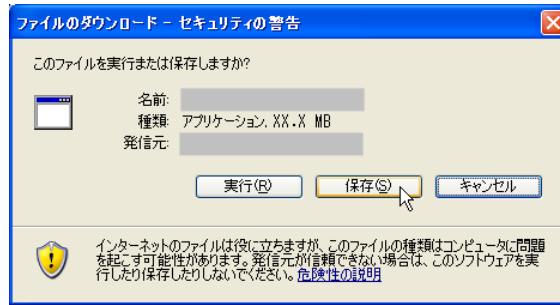 ファイルのダウンロード - セキュリティの警告
このファイルを実行または保存しますか?
名前:
種類: アプリケーション, XX.X MB
発信元:
実行(R) 保存(S) キャンセル
インターネットのファイルは役に立ちますが、このファイルの種類はコンピュータに問題
を起こす可能性があります。発信元が信頼できない場合は、このソフトウェアを実
行したり保存したりしないでください。危険性の説明